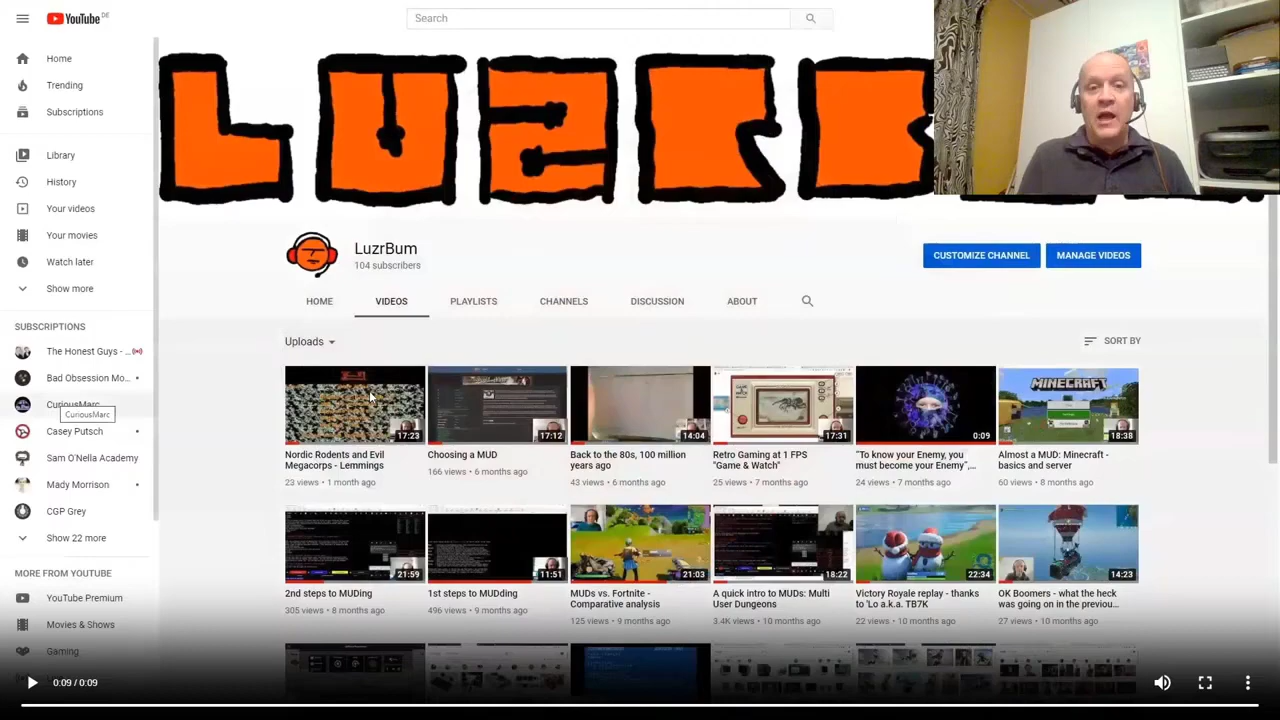 YouTube DE
Search
Home
Trending
Subscriptions
Library
History
Your videos
Your movies
Watch later
Show more
SUBSCRIPTIONS
The Honest Guys - ...
Bad Obsession Mo...
CuriousMarc
CuriousMarc
Casey Putsch
Sam O'Nella Academy
Mady Morrison
CGP Grey
Show 22 more
MORE FROM YOUTUBE
YouTube Premium
Movies & Shows
Gaming
LUZR
LuzrBum
104 subscribers
CUSTOMIZE CHANNEL
MANAGE VIDEOS
HOME
VIDEOS
PLAYLISTS
CHANNELS
DISCUSSION
ABOUT
Uploads
SORT BY
17:23
Nordic Rodents and Evil
Megacorps - Lemmings
23 views • 1 month ago
17:12
Choosing a MUD
166 views • 6 months ago
14:04
Back to the 80s, 100 million
years ago
43 views • 6 months ago
17:31
Retro Gaming at 1 FPS
"Game & Watch"
25 views • 7 months ago
0:09
"To know your Enemy, you
must become your Enemy",...
24 views • 7 months ago
MINECRAFT
18:38
Almost a MUD: Minecraft -
basics and server
60 views • 8 months ago
21:59
2nd steps to MUDing
305 views • 8 months ago
11:51
1st steps to MUDding
496 views • 9 months ago
21:03
MUDs vs. Fortnite -
Comparative analysis
125 views • 9 months ago
18:22
A quick intro to MUDs: Multi
User Dungeons
3.4K views • 10 months ago
22:34
Victory Royale replay - thanks
to 'Lo a.k.a. TB7K
22 views • 10 months ago
14:23
OK Boomers - what the heck
was going on in the previou...
27 views • 10 months ago
0:09 / 0:09